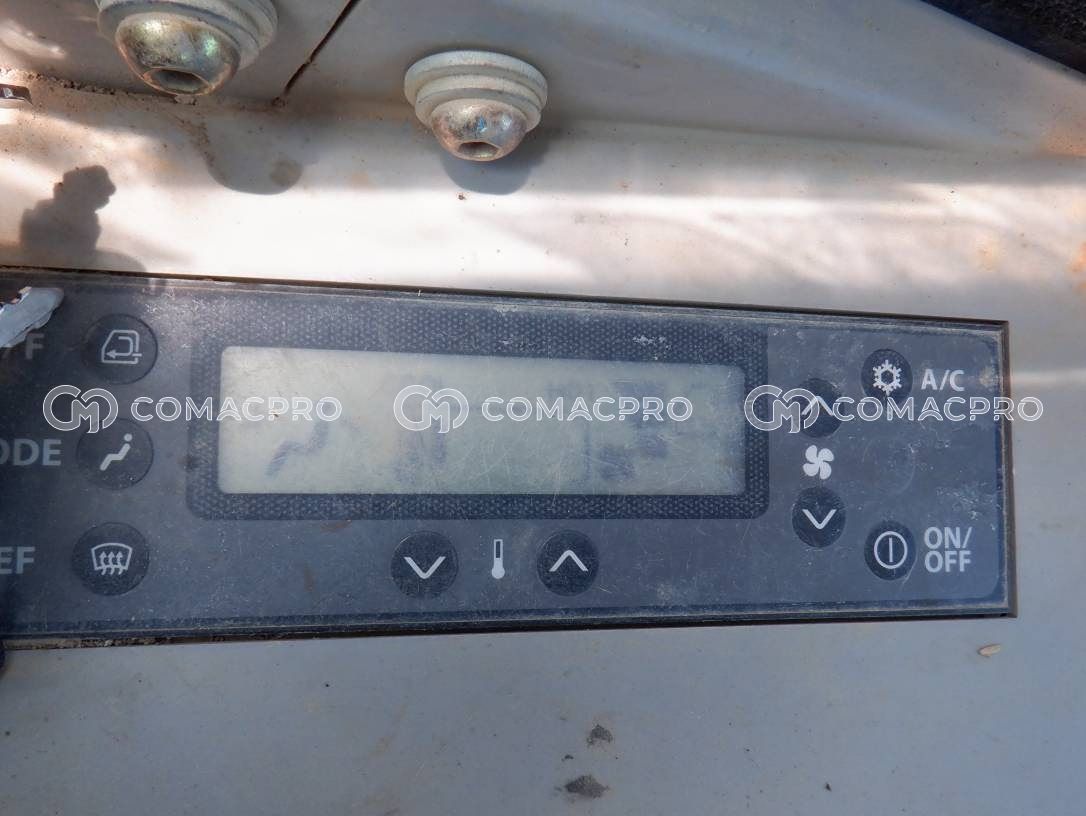 /F
A/C
COMACPRO COMACPRO COMACPRO
ODE
ON/
OFF
EF